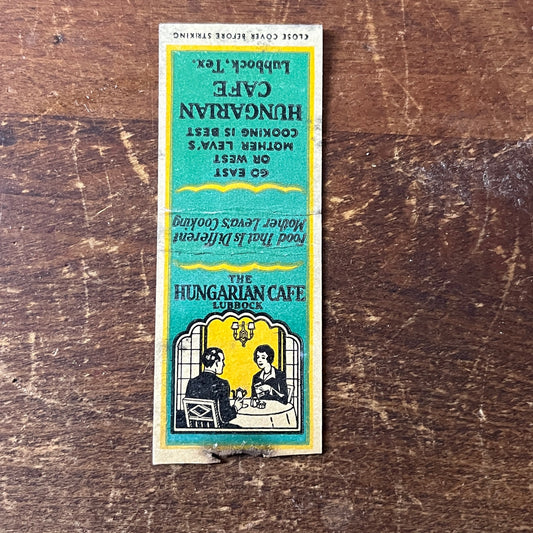 CLOSE COVER BEFORE STRIKING
THE
HUNGARIAN CAFE
LUBBOCK
Food That Is Different
Mother Leva's Cooking
GO EAST
OR WEST
MOTHER LEVA'S
COOKING IS BEST
HUNGARIAN
CAFE
Lubbock, Tex.